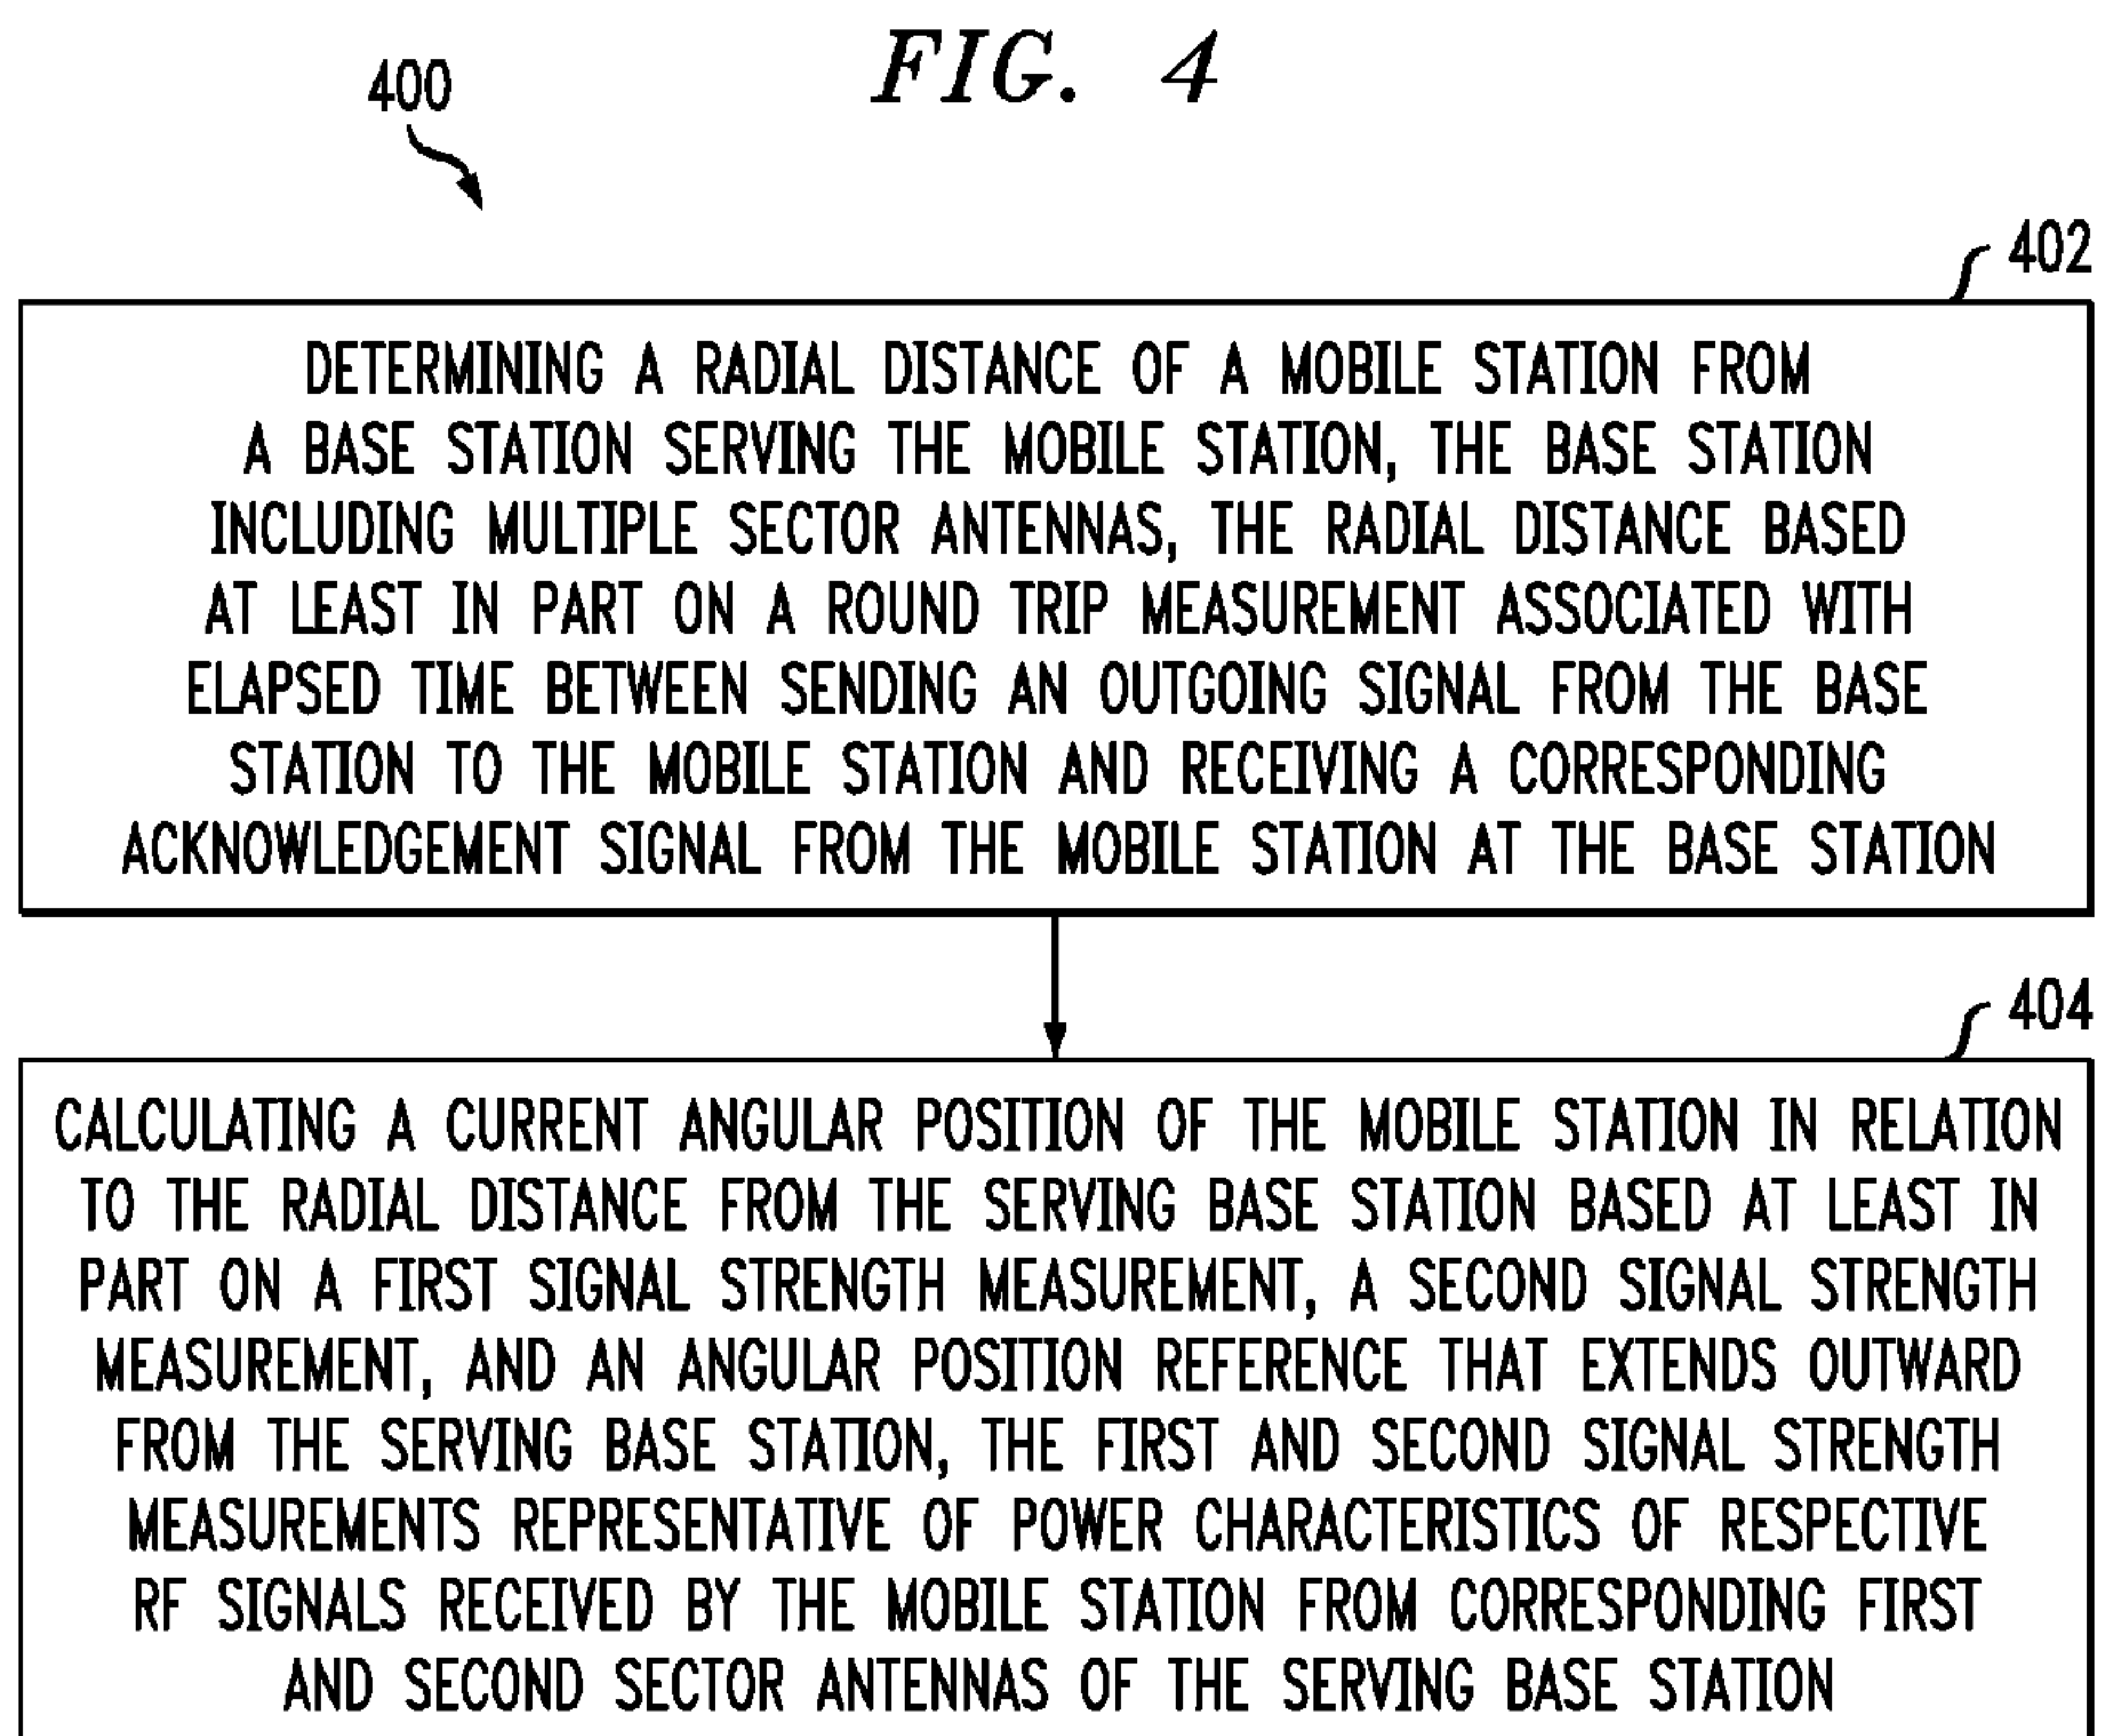 FIG. 4
400
402
DETERMINING A RADIAL DISTANCE OF A MOBILE STATION FROM
A BASE STATION SERVING THE MOBILE STATION, THE BASE STATION
INCLUDING MULTIPLE SECTOR ANTENNAS, THE RADIAL DISTANCE BASED
AT LEAST IN PART ON A ROUND TRIP MEASUREMENT ASSOCIATED WITH
ELAPSED TIME BETWEEN SENDING AN OUTGOING SIGNAL FROM THE BASE
STATION TO THE MOBILE STATION AND RECEIVING A CORRESPONDING
ACKNOWLEDGEMENT SIGNAL FROM THE MOBILE STATION AT THE BASE STATION
404
CALCULATING A CURRENT ANGULAR POSITION OF THE MOBILE STATION IN RELATION
TO THE RADIAL DISTANCE FROM THE SERVING BASE STATION BASED AT LEAST IN
PART ON A FIRST SIGNAL STRENGTH MEASUREMENT, A SECOND SIGNAL STRENGTH
MEASUREMENT, AND AN ANGULAR POSITION REFERENCE THAT EXTENDS OUTWARD
FROM THE SERVING BASE STATION, THE FIRST AND SECOND SIGNAL STRENGTH
MEASUREMENTS REPRESENTATIVE OF POWER CHARACTERISTICS OF RESPECTIVE
RF SIGNALS RECEIVED BY THE MOBILE STATION FROM CORRESPONDING FIRST
AND SECOND SECTOR ANTENNAS OF THE SERVING BASE STATION